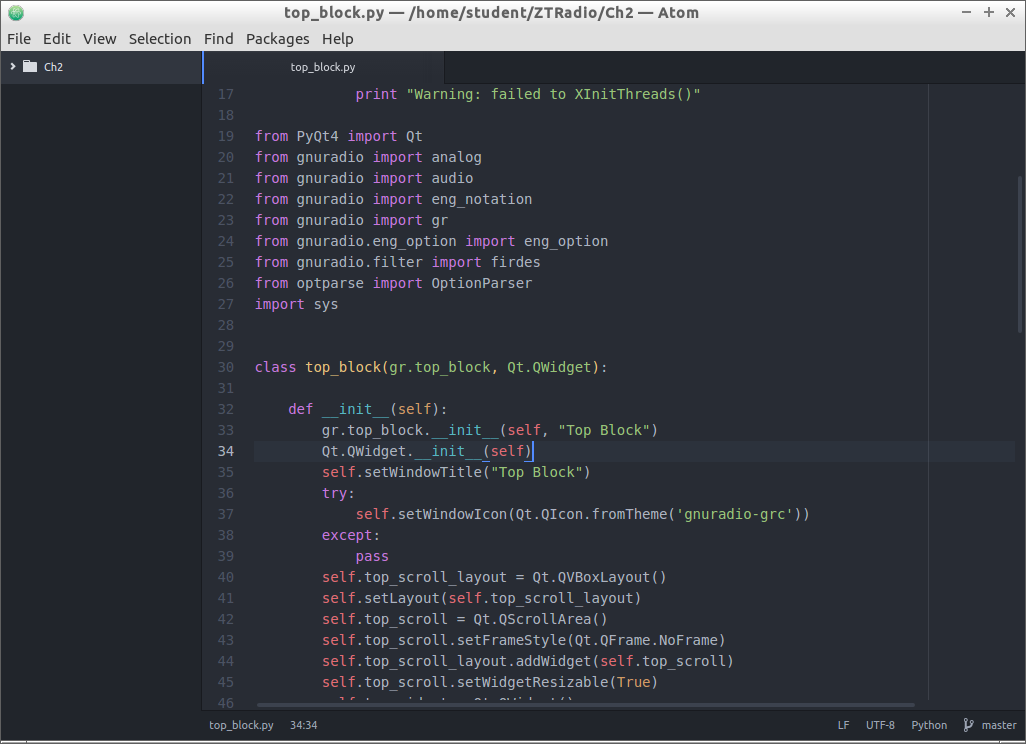 top_block.py — /home/student/ZTRadio/Ch2 — Atom
File Edit View Selection Find Packages Help
Ch2
top_block.py
17 print "Warning: failed to XInitThreads()"
18
19 from PyQt4 import Qt
20 from gnuradio import analog
21 from gnuradio import audio
22 from gnuradio import eng_notation
23 from gnuradio import gr
24 from gnuradio.eng_option import eng_option
25 from gnuradio.filter import firdes
26 from optparse import OptionParser
27 import sys
28
29
30 class top_block(gr.top_block, Qt.QWidget):
31
32 def __init__(self):
33 gr.top_block.__init__(self, "Top Block")
34 Qt.QWidget.__init__(self)
35 self.setWindowTitle("Top Block")
36 try:
37 self.setWindowIcon(Qt.QIcon.fromTheme('gnuradio-grc'))
38 except:
39 pass
40 self.top_scroll_layout = Qt.QVBoxLayout()
41 self.setLayout(self.top_scroll_layout)
42 self.top_scroll = Qt.QScrollArea()
43 self.top_scroll.setFrameStyle(Qt.QFrame.NoFrame)
44 self.top_scroll_layout.addWidget(self.top_scroll)
45 self.top_scroll.setWidgetResizable(True)
46
top_block.py 34:34 LF UTF-8 Python master